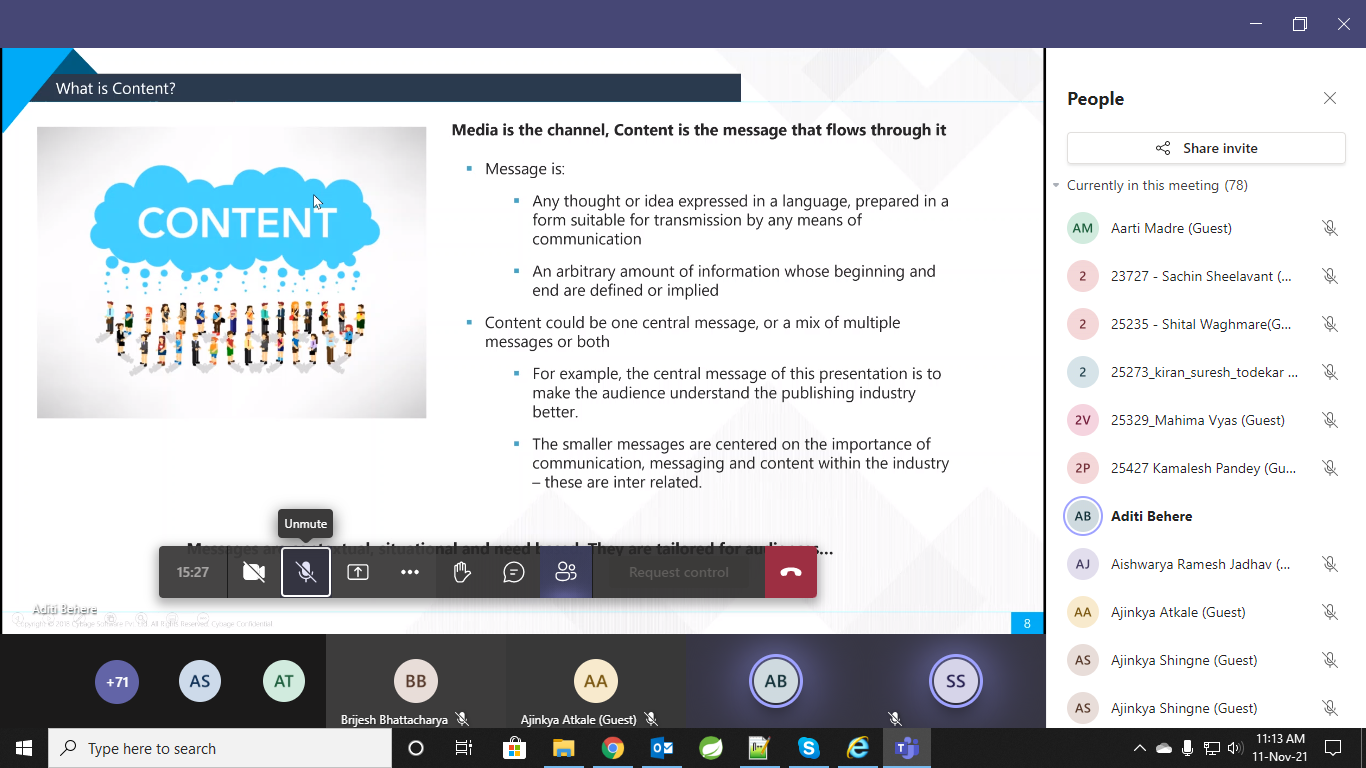 What is Content?
CONTENT
Media is the channel, Content is the message that flows through it
Message is:
Any thought or idea expressed in a language, prepared in a
form suitable for transmission by any means of
communication
An arbitrary amount of information whose beginning and
end are defined or implied
Content could be one central message, or a mix of multiple
messages or both
For example, the central message of this presentation is to
make the audience understand the publishing industry
better.
The smaller messages are centered on the importance of
communication, messaging and content within the industry
– these are inter related.
Unmute
Messages are contextual, situational and need based. They are tailored for audiences...
15:27
Request control
Aditi Behere
Copyright © 2016 Cybage Software Pvt. Ltd. All Rights Reserved. Cybage Confidential
8
+71
AS
AT
BB
Brijesh Bhattacharya
AA
Ajinkya Atkale (Guest)
AB
SS
People
Share invite
Currently in this meeting (78)
AM Aarti Madre (Guest)
2 23727 - Sachin Sheelavant (...
2 25235 - Shital Waghmare(G...
2 25273_kiran_suresh_todekar ...
2V 25329_Mahima Vyas (Guest)
2P 25427 Kamalesh Pandey (Gu...
AB Aditi Behere
AJ Aishwarya Ramesh Jadhav (...
AA Ajinkya Atkale (Guest)
AS Ajinkya Shingne (Guest)
AS Ajinkya Shingne (Guest)
Type here to search
11:13 AM
11-Nov-21